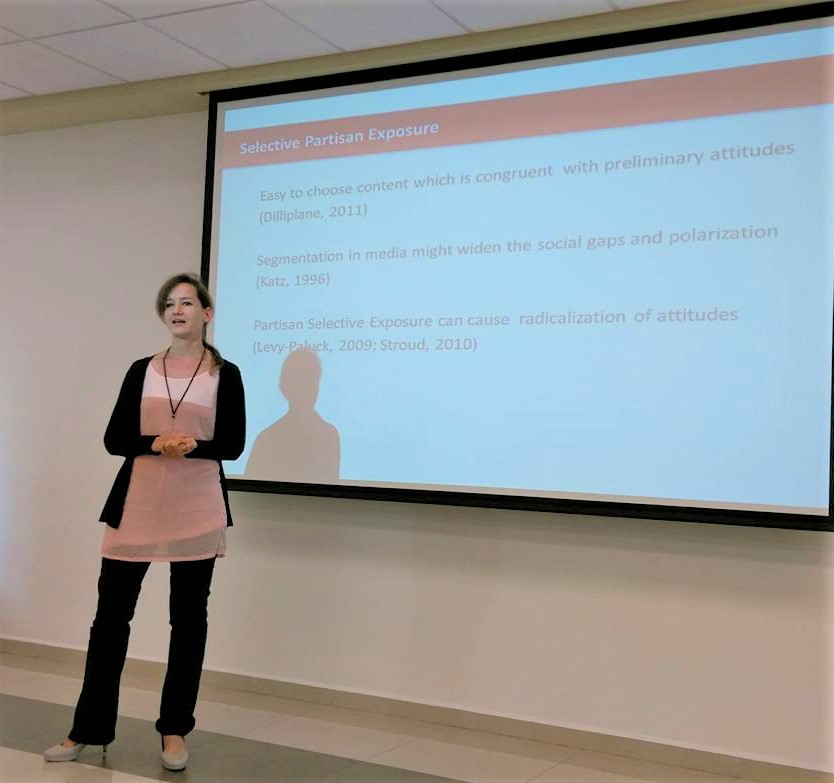 Selective Partisan Exposure
Easy to choose content which is congruent with preliminary attitudes
(Dilliplane, 2011)
Segmentation in media might widen the social gaps and polarization
(Katz, 1996)
Partisan Selective Exposure can cause radicalization of attitudes
(Levy-Paluck, 2009; Stroud, 2010)